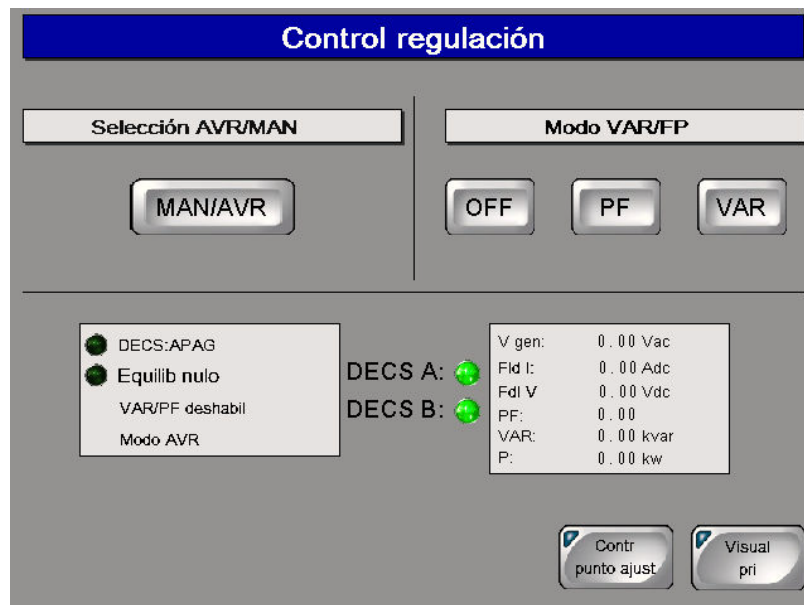 Control regulación
Selección AVR/MAN
Modo VAR/FP
MAN/AVR
OFF
PF
VAR
DECS:APAG
Equilib nulo
VAR/PF deshabil
Modo AVR
DECS A:
DECS B:
V gen: 0.00 Vac
Fld I: 0.00 Adc
Fdl V 0.00 Vdc
PF: 0.00
VAR: 0.00 kvar
P: 0.00 kw
Contr
punto ajust
Visual
pri